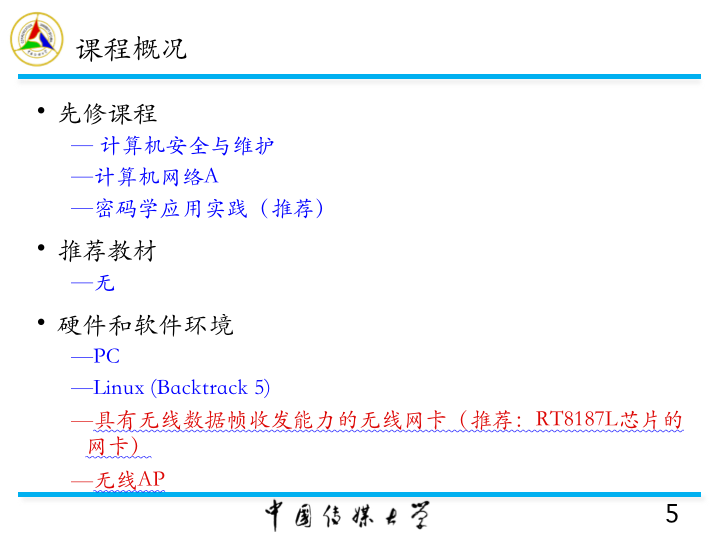 课程概况
• 先修课程
— 计算机安全与维护
—计算机网络A
—密码学应用实践（推荐）
• 推荐教材
—无
• 硬件和软件环境
—PC
—Linux (Backtrack 5)
—具有无线数据帧收发能力的无线网卡（推荐：RT8187L芯片的
网卡）
—无线AP
中国传媒大学
5